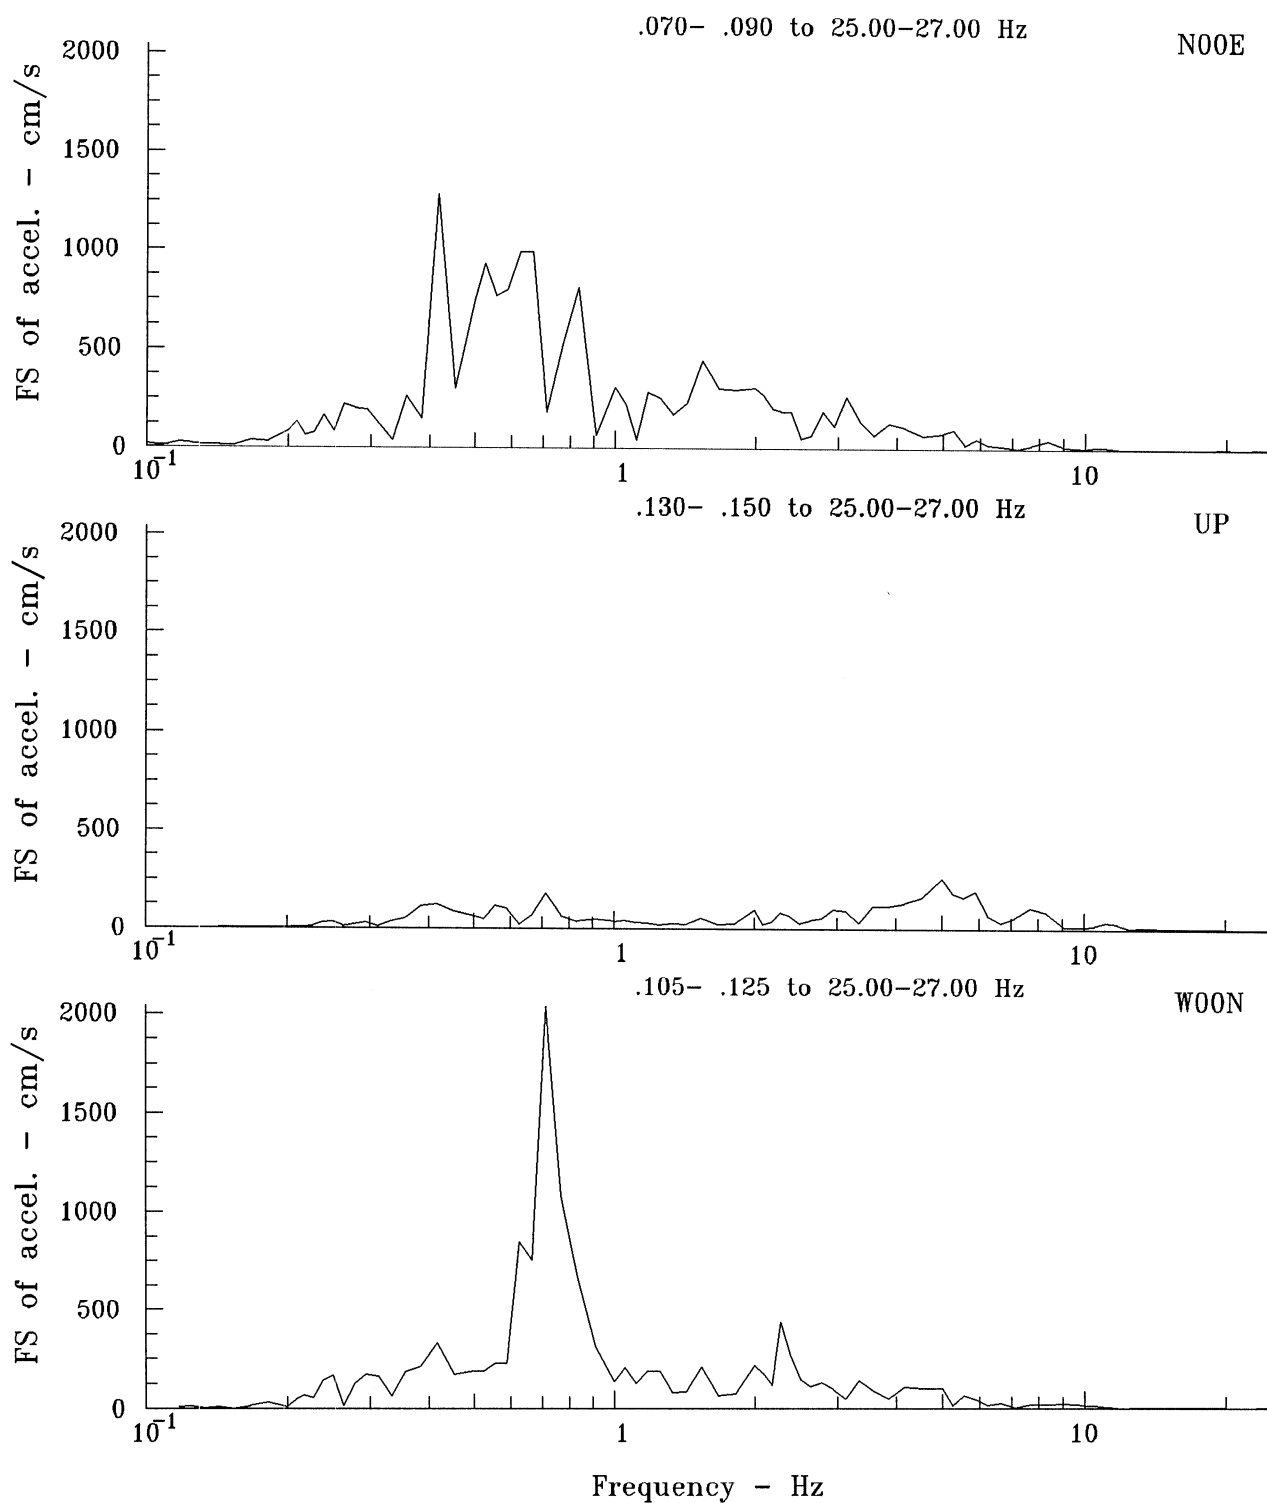 .070− .090 to 25.00−27.00 Hz
N00E
FS of accel. − cm/s
2000
1500
1000
500
0
10⁻¹ 1 10
.130− .150 to 25.00−27.00 Hz
UP
FS of accel. − cm/s
2000
1500
1000
500
0
10⁻¹ 1 10
.105− .125 to 25.00−27.00 Hz
W00N
FS of accel. − cm/s
2000
1500
1000
500
0
10⁻¹ 1 10
Frequency − Hz